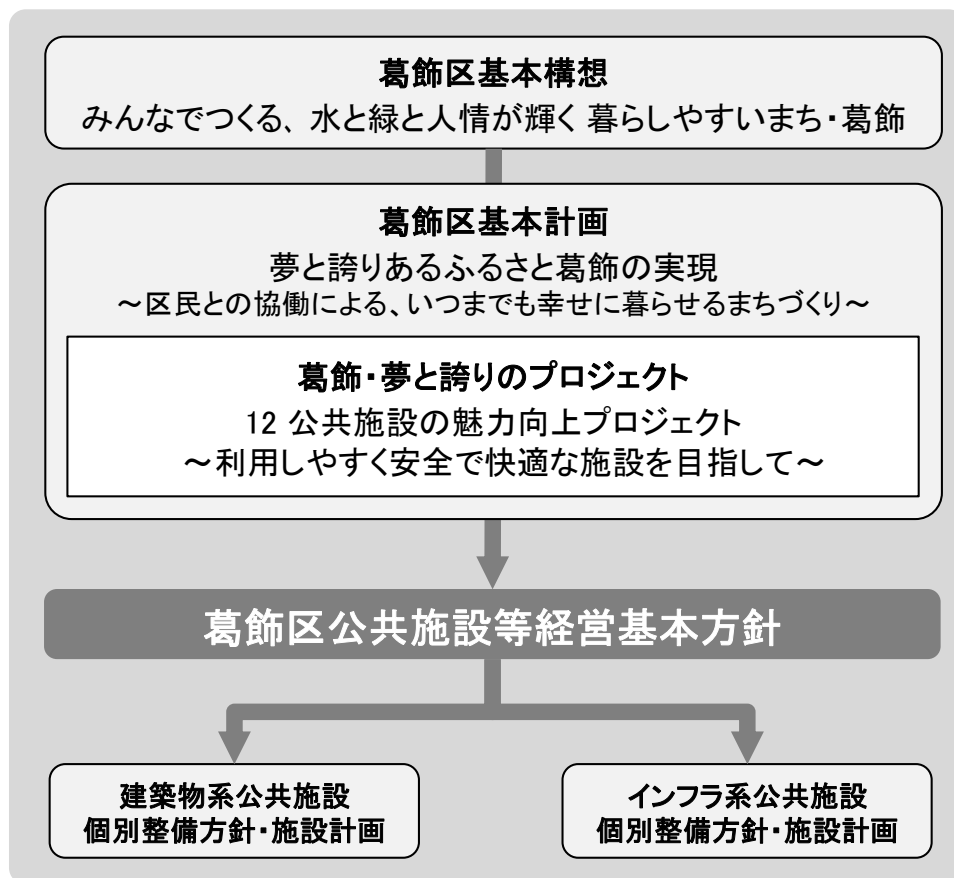 葛飾区基本構想
みんなでつくる、水と緑と人情が輝く 暮らしやすいまち・葛飾
葛飾区基本計画
夢と誇りあるふるさと葛飾の実現
～区民との協働による、いつまでも幸せに暮らせるまちづくり～
葛飾・夢と誇りのプロジェクト
12 公共施設の魅力向上プロジェクト
～利用しやすく安全で快適な施設を目指して～
葛飾区公共施設等経営基本方針
建築物系公共施設
個別整備方針・施設計画
インフラ系公共施設
個別整備方針・施設計画